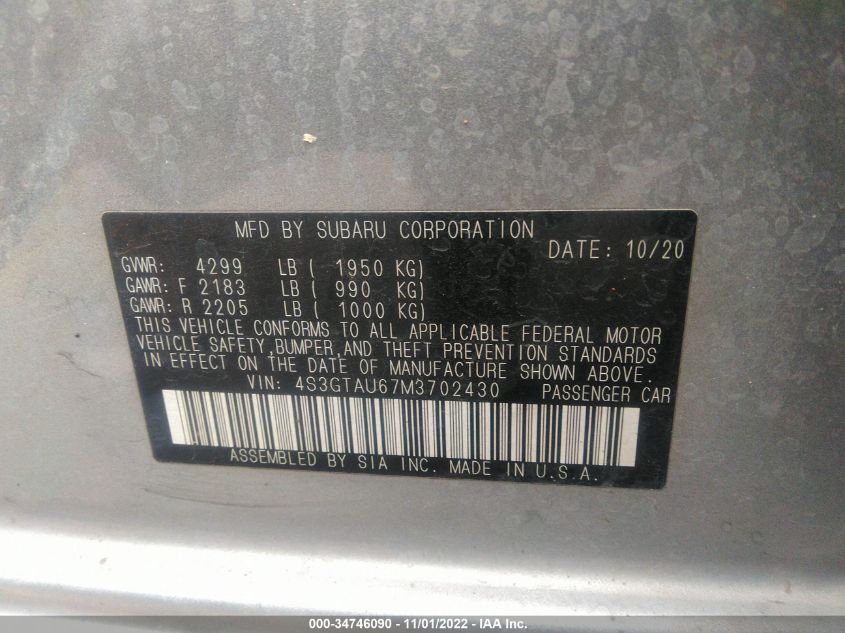 MFD BY SUBARU CORPORATION
DATE: 10/20
GVWR: 4299 LB ( 1950 KG)
GAWR: F 2183 LB ( 990 KG)
GAWR: R 2205 LB ( 1000 KG)
THIS VEHICLE CONFORMS TO ALL APPLICABLE FEDERAL MOTOR
VEHICLE SAFETY,BUMPER,AND THEFT PREVENTION STANDARDS
IN EFFECT ON THE DATE OF MANUFACTURE SHOWN ABOVE.
VIN: 4S3GTAU67M3702430 PASSENGER CAR
ASSEMBLED BY SIA INC. MADE IN U.S.A.
000-34746090 - 11/01/2022 - IAA Inc.